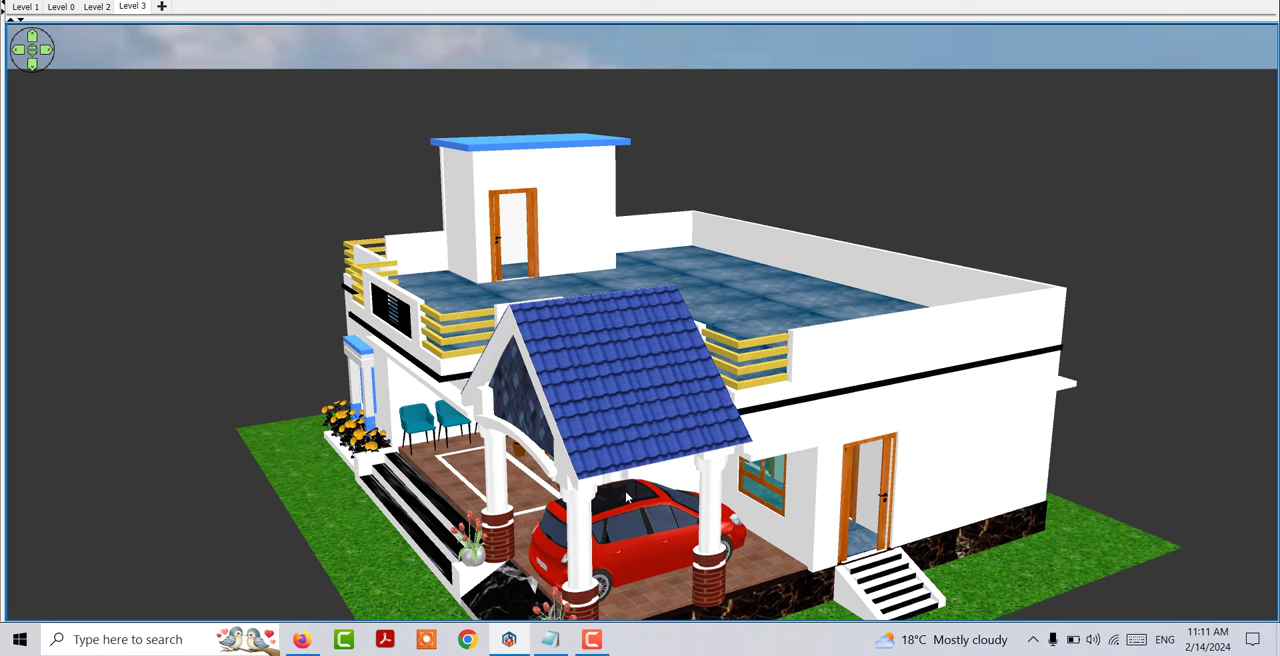 Level 1 Level 0 Level 2 Level 3
Type here to search
18°C Mostly cloudy
ENG
11:11 AM
2/14/2024